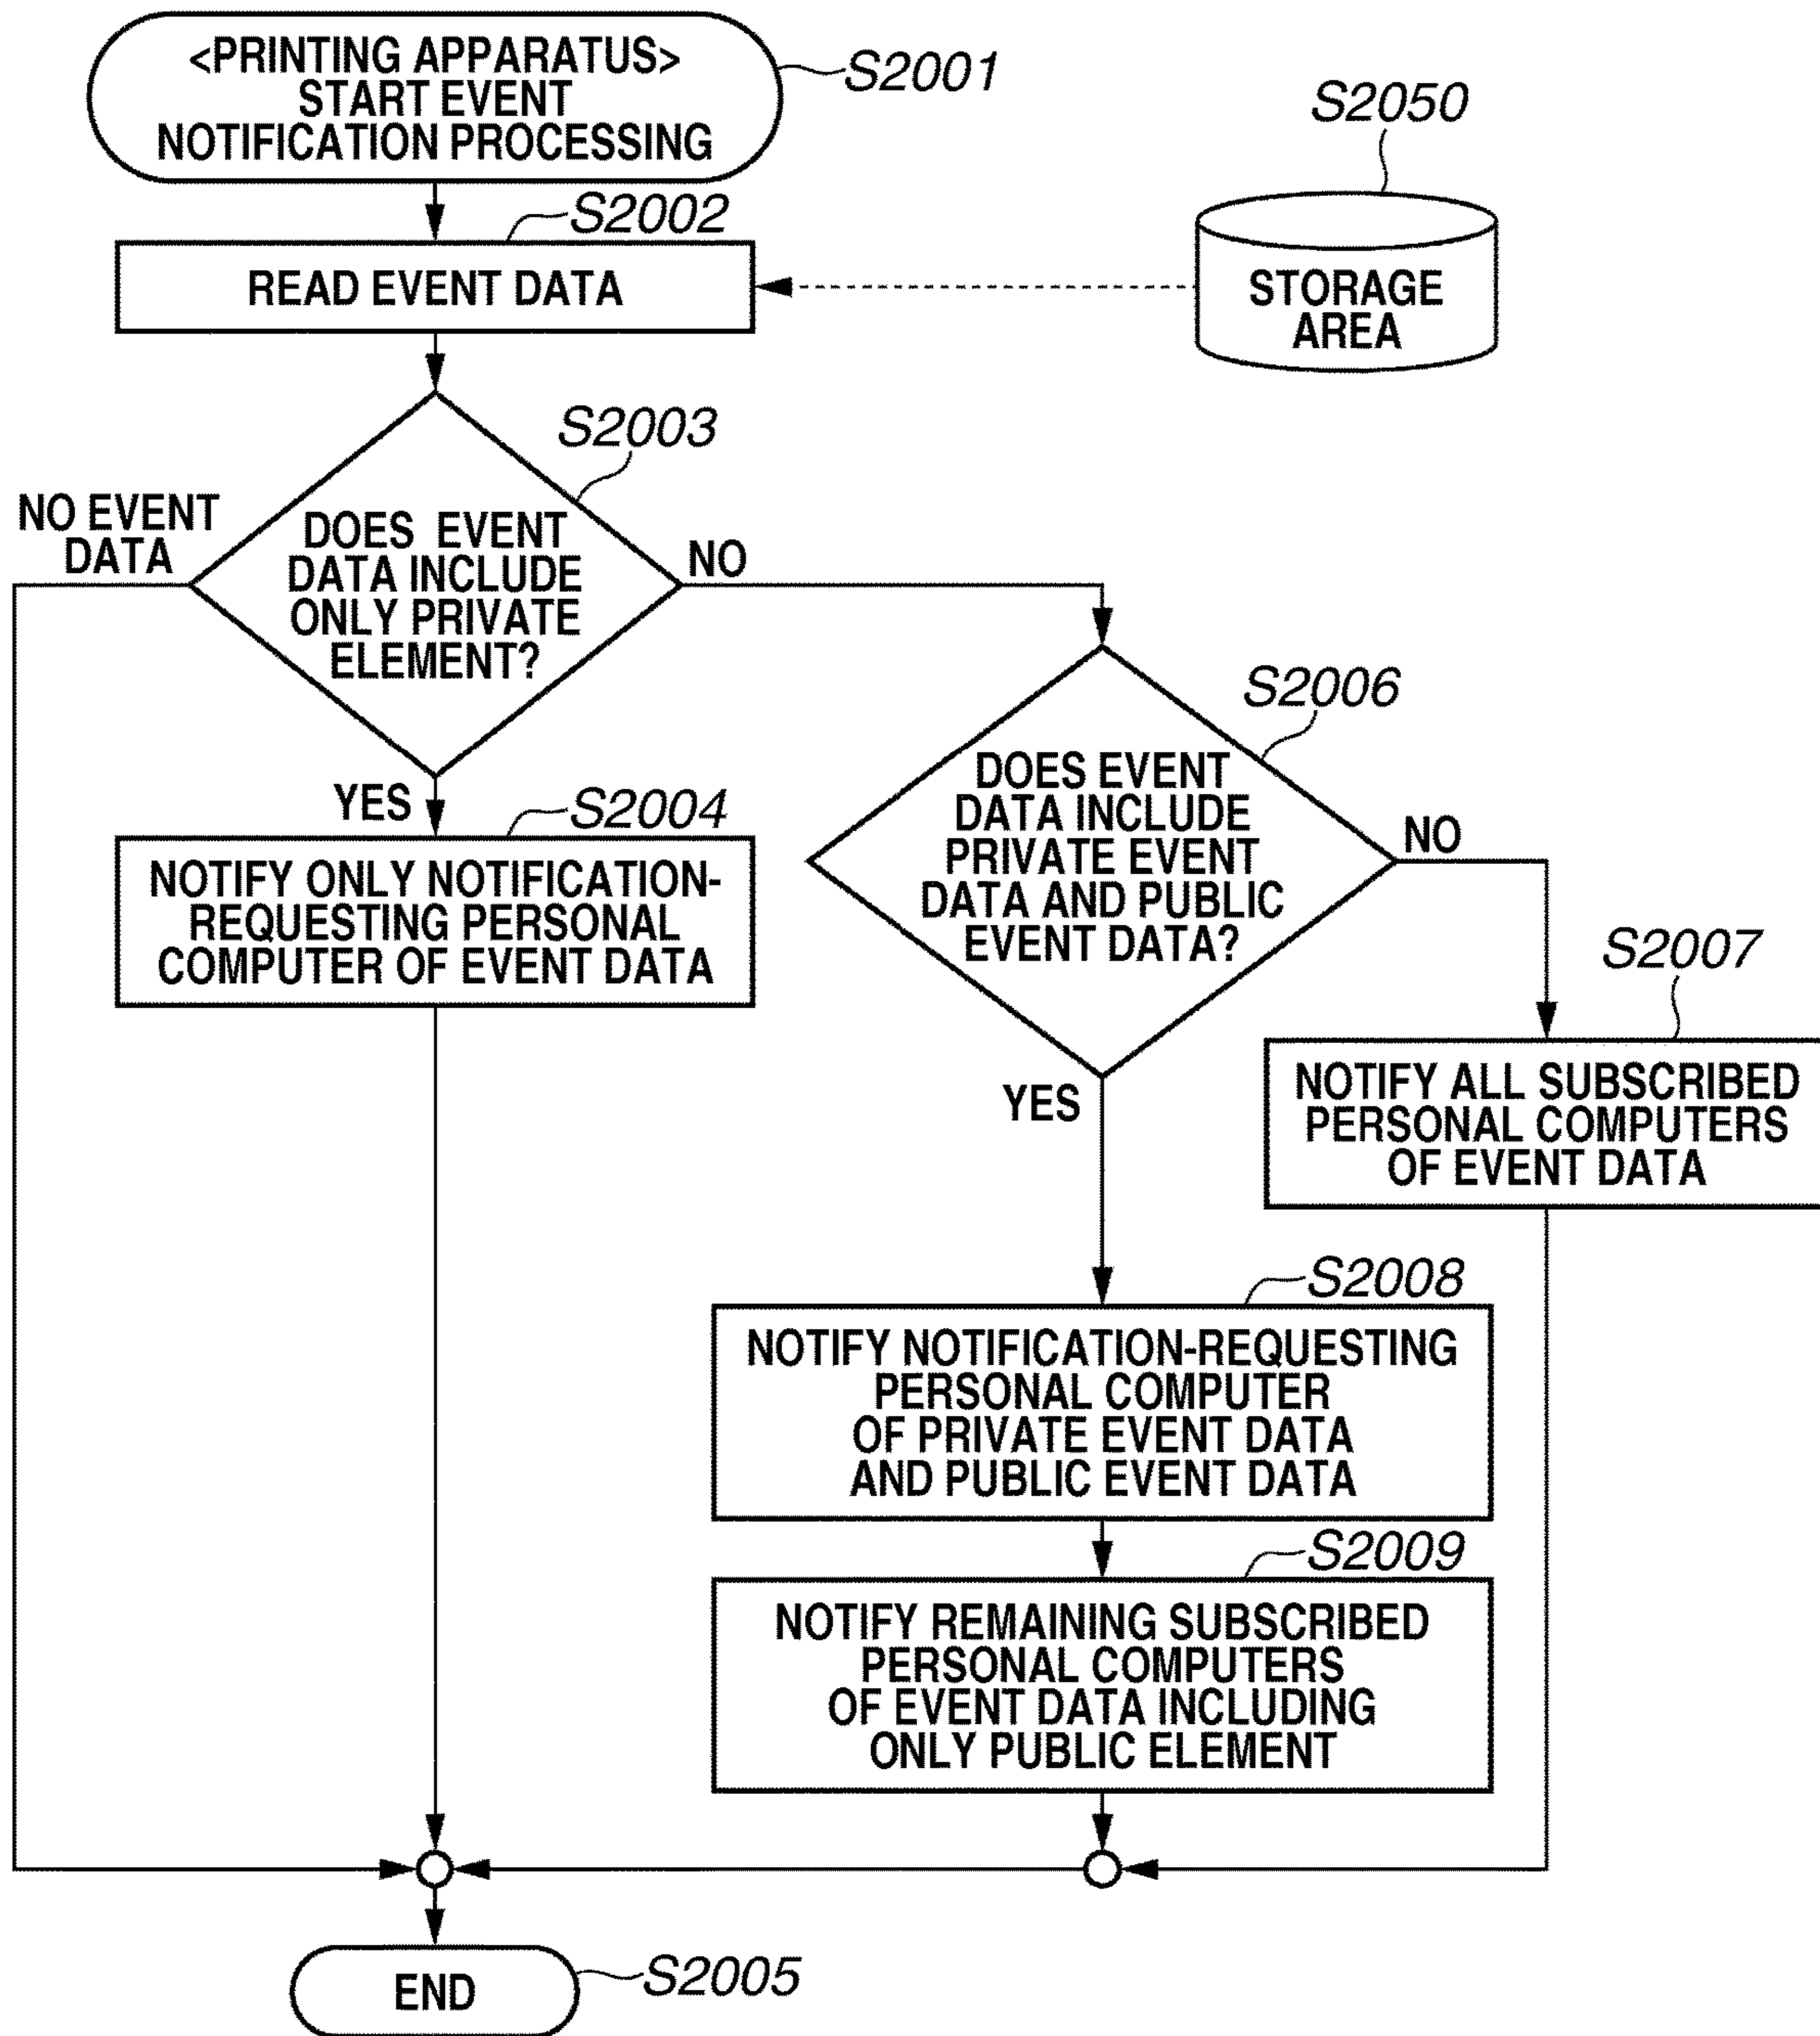 <PRINTING APPARATUS>
START EVENT
NOTIFICATION PROCESSING
S2001
S2050
S2002
READ EVENT DATA
STORAGE
AREA
S2003
NO EVENT
DATA
DOES EVENT
DATA INCLUDE
ONLY PRIVATE
ELEMENT?
NO
YES
S2006
DOES EVENT
DATA INCLUDE
PRIVATE EVENT
DATA AND PUBLIC
EVENT DATA?
NO
YES
S2004
NOTIFY ONLY NOTIFICATION-
REQUESTING PERSONAL
COMPUTER OF EVENT DATA
S2007
NOTIFY ALL SUBSCRIBED
PERSONAL COMPUTERS
OF EVENT DATA
S2008
NOTIFY NOTIFICATION-REQUESTING
PERSONAL COMPUTER
OF PRIVATE EVENT DATA
AND PUBLIC EVENT DATA
S2009
NOTIFY REMAINING SUBSCRIBED
PERSONAL COMPUTERS
OF EVENT DATA INCLUDING
ONLY PUBLIC ELEMENT
END
S2005